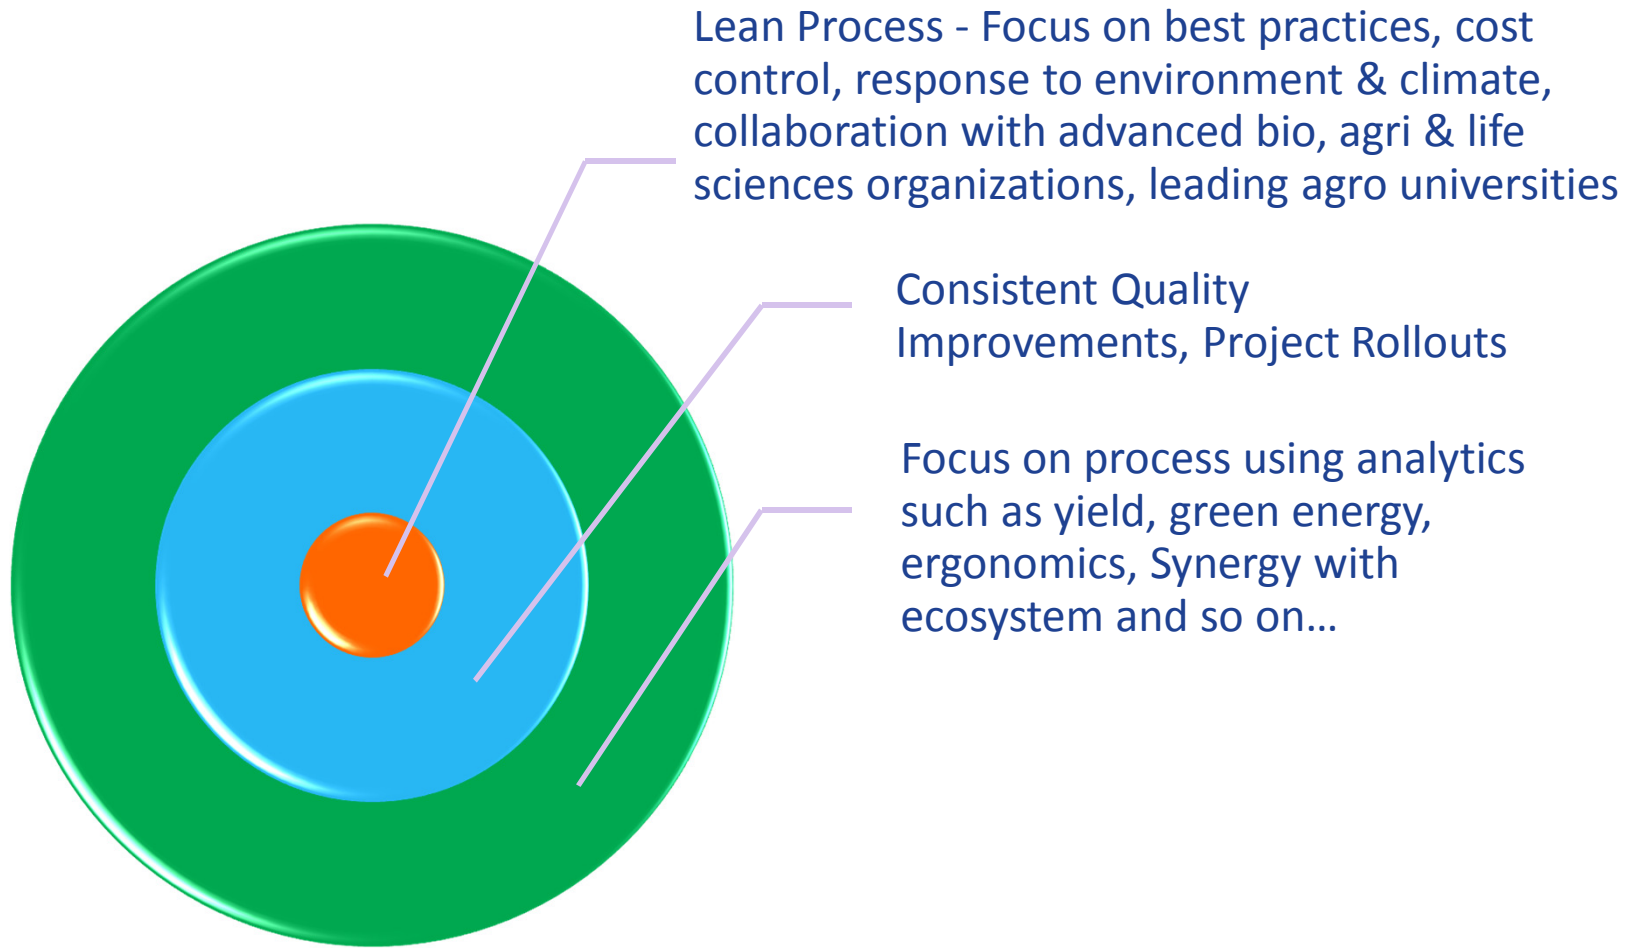 Lean Process - Focus on best practices, cost
control, response to environment & climate,
collaboration with advanced bio, agri & life
sciences organizations, leading agro universities
Consistent Quality
Improvements, Project Rollouts
Focus on process using analytics
such as yield, green energy,
ergonomics, Synergy with
ecosystem and so on…